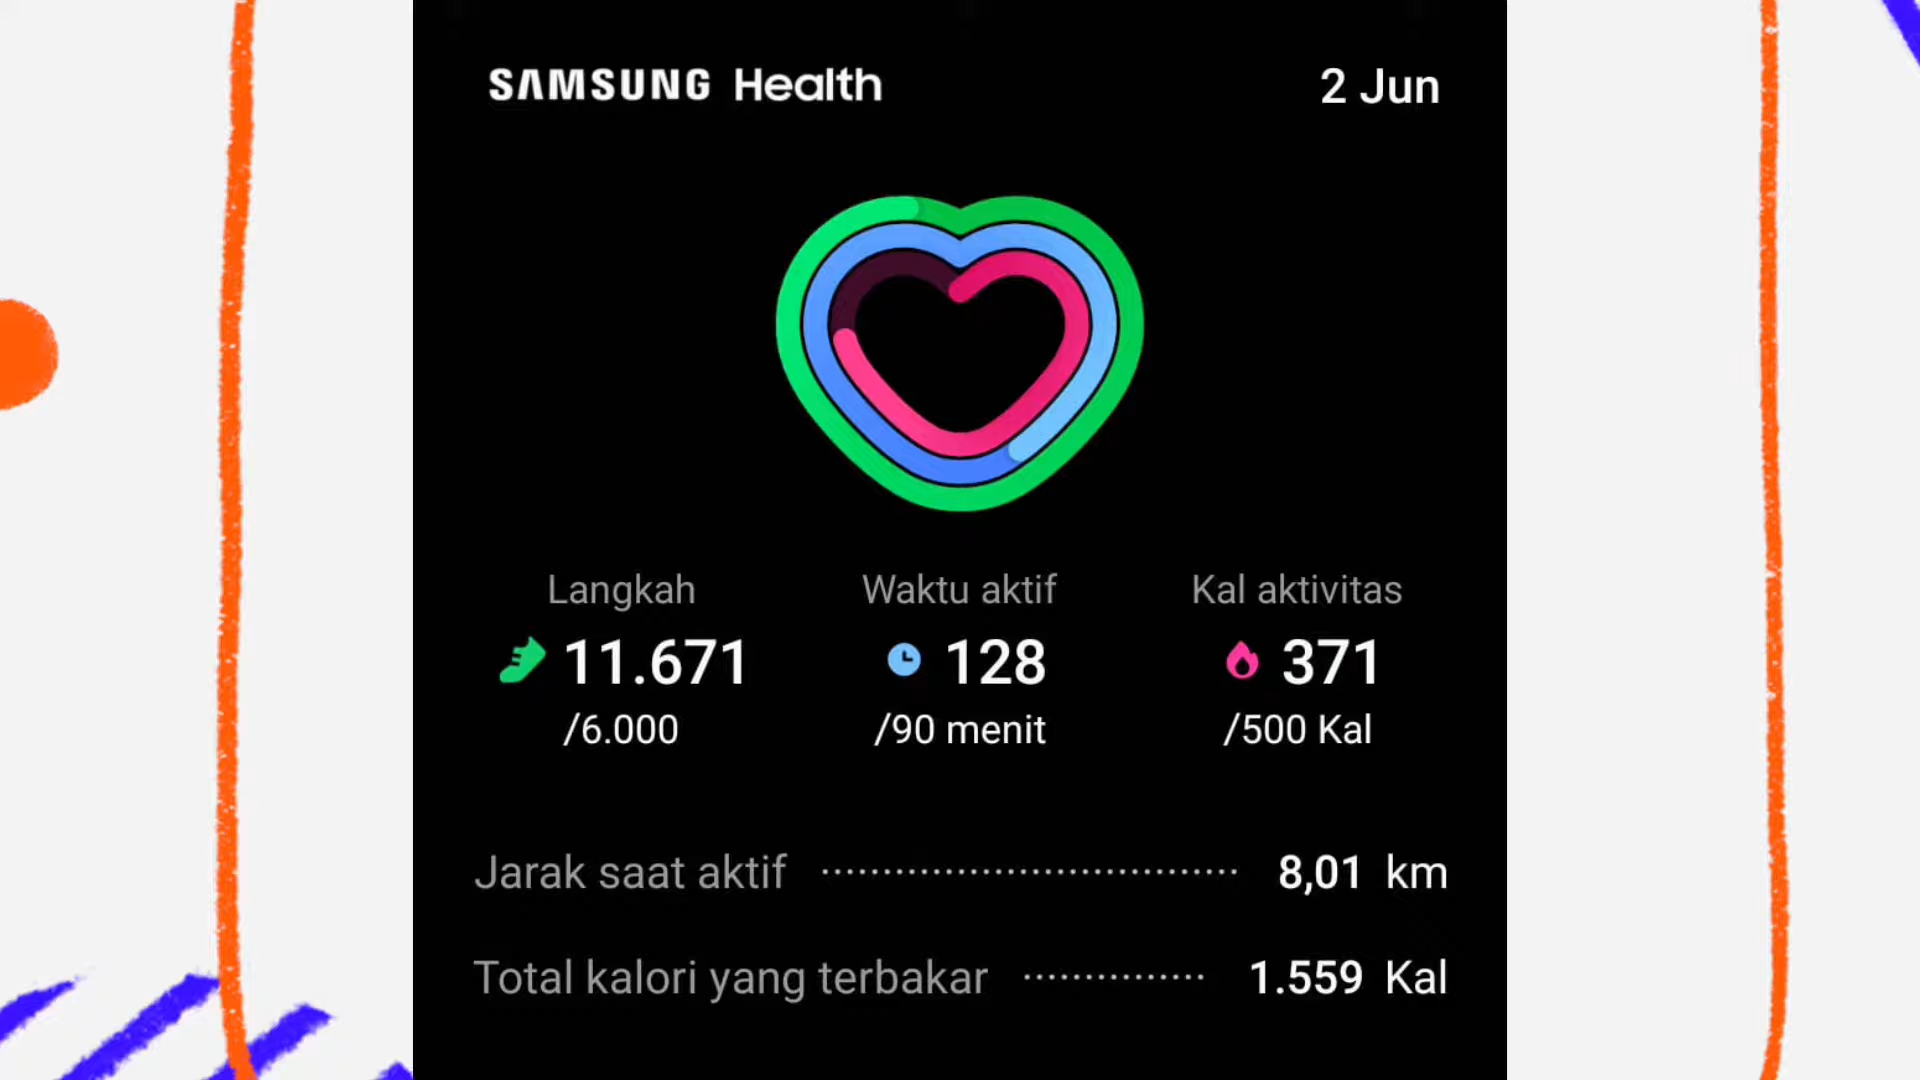 SAMSUNG Health 2 Jun
Langkah Waktu aktif Kal aktivitas
11.671 128 371
/6.000 /90 menit /500 Kal
Jarak saat aktif 8,01 km
Total kalori yang terbakar 1.559 Kal